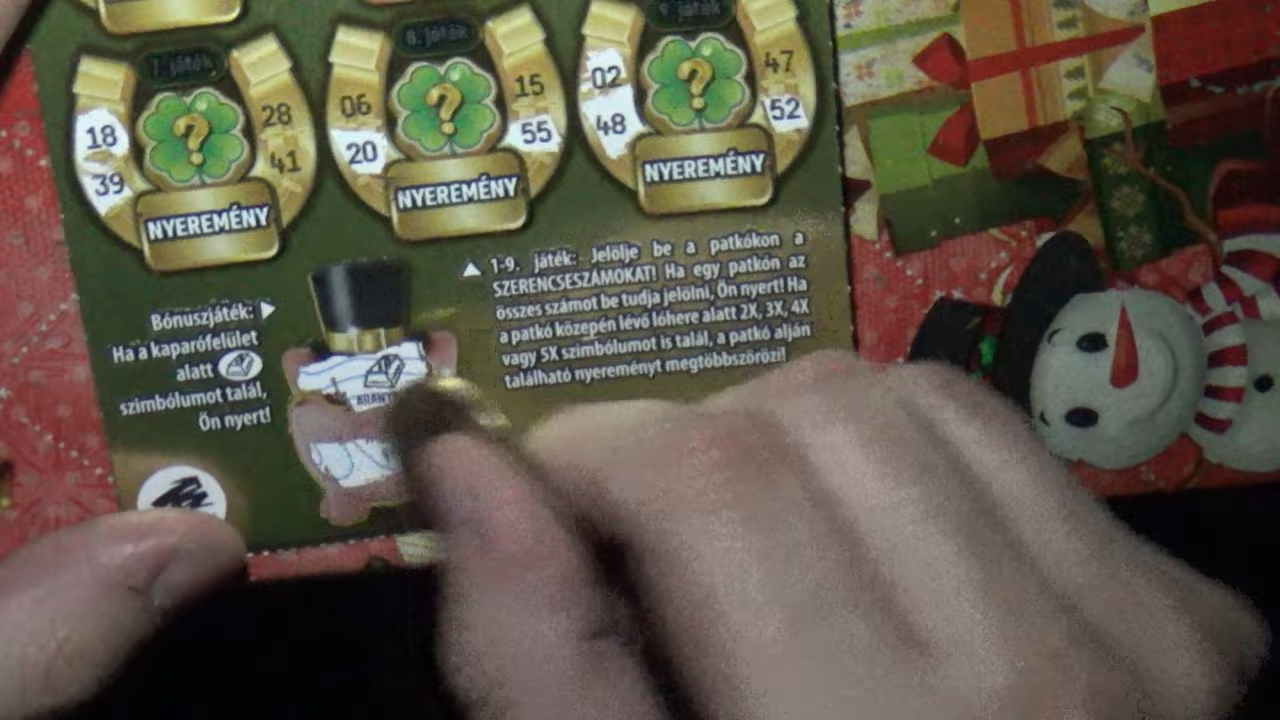 7. játék
8. játék
9. játék
18
39
28
41
NYEREMÉNY
06
20
15
55
NYEREMÉNY
02
48
47
52
NYEREMÉNY
▲ 1-9. játék: Jelölje be a patkókon a
SZERENCSESZÁMOKAT! Ha egy patkón az
összes számot be tudja jelölni, Ön nyert! Ha
a patkó közepén lévő lóhere alatt 2X, 3X, 4X
vagy 5X szimbólumot is talál, a patkó alján
található nyereményt megtöbbszörözi!
Bónuszjáték: ▶
Ha a kaparófelület
alatt
szimbólumot talál,
Ön nyert!